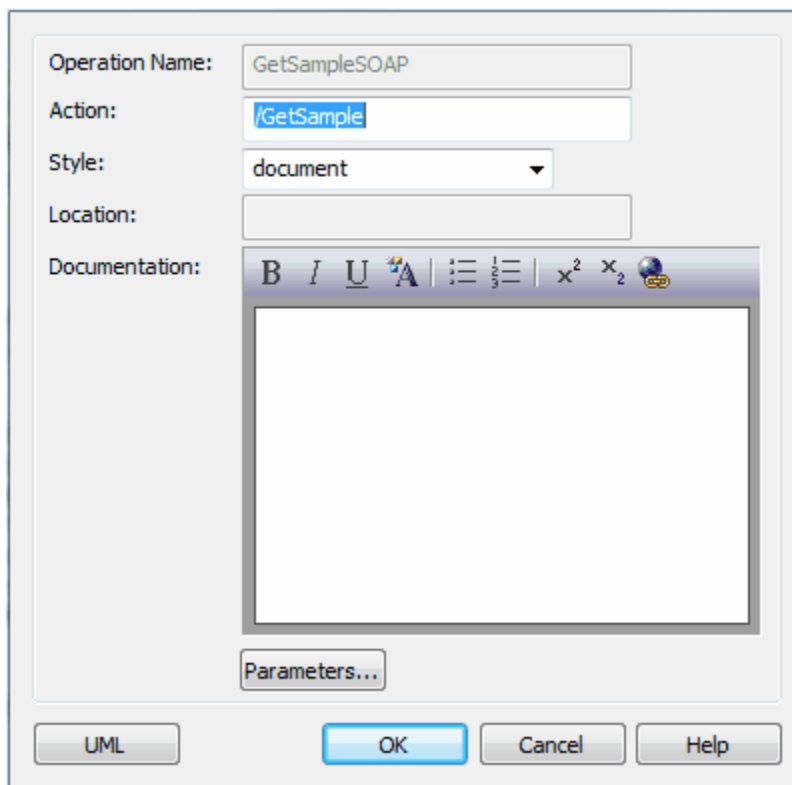 Operation Name: GetSampleSOAP
Action: /GetSample
Style: document
Location:
Documentation: B I U A x² x₂
Parameters...
UML OK Cancel Help